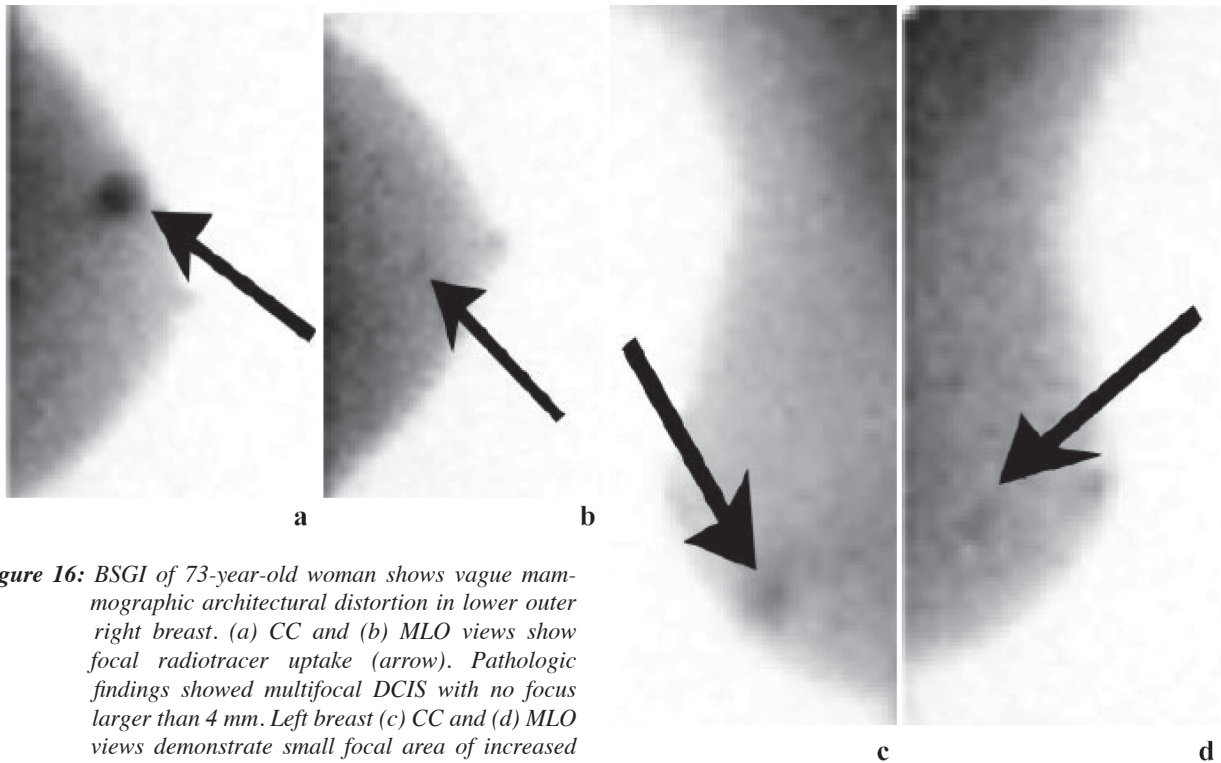 a
b
c
d
gure 16: BSGI of 73-year-old woman shows vague mam-
mographic architectural distortion in lower outer
right breast. (a) CC and (b) MLO views show
focal radiotracer uptake (arrow). Pathologic
findings showed multifocal DCIS with no focus
larger than 4 mm. Left breast (c) CC and (d) MLO
views demonstrate small focal area of increased